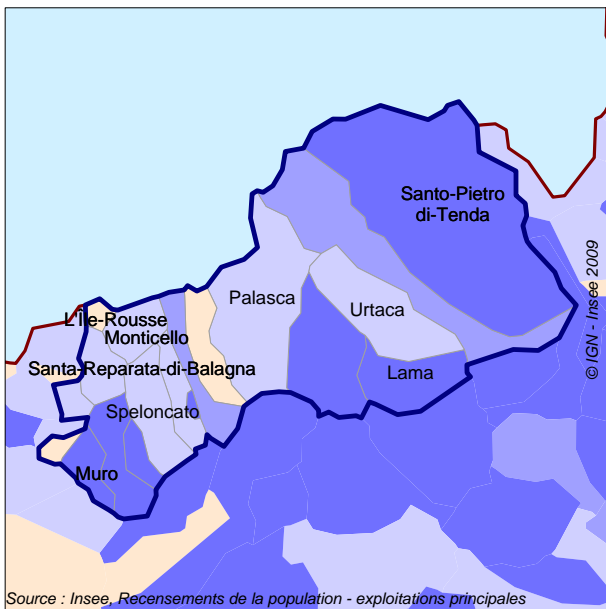 Santo-Pietro
di-Tenda
Palasca
Urtaca
L'Île-Rousse
Monticello
Santa-Reparata-di-Balagna
Lama
Speloncato
Muro
© IGN - Insee 2009
Source : Insee, Recensements de la population - exploitations principales